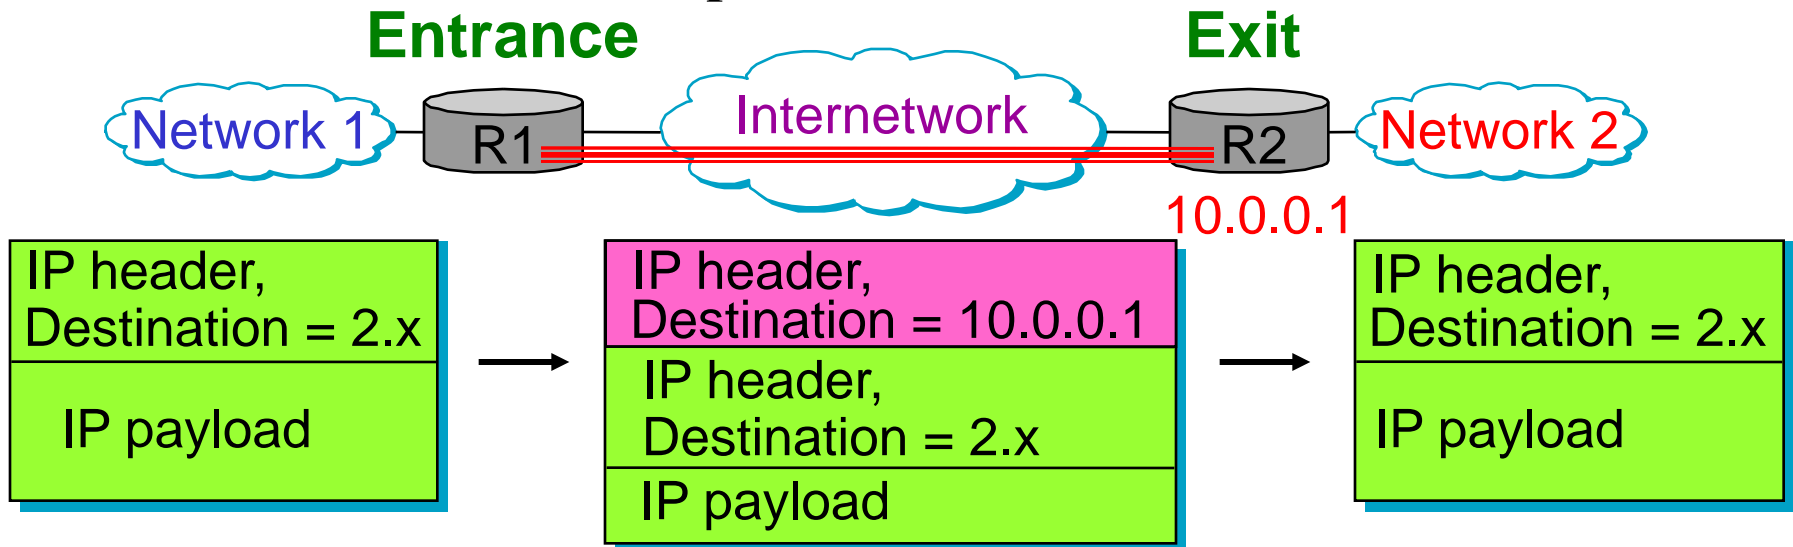 Entrance
Exit
Network 1
R1
Internetwork
R2
Network 2
10.0.0.1
IP header,
Destination = 2.x
IP payload
IP header,
Destination = 10.0.0.1
IP header,
Destination = 2.x
IP payload
IP header,
Destination = 2.x
IP payload